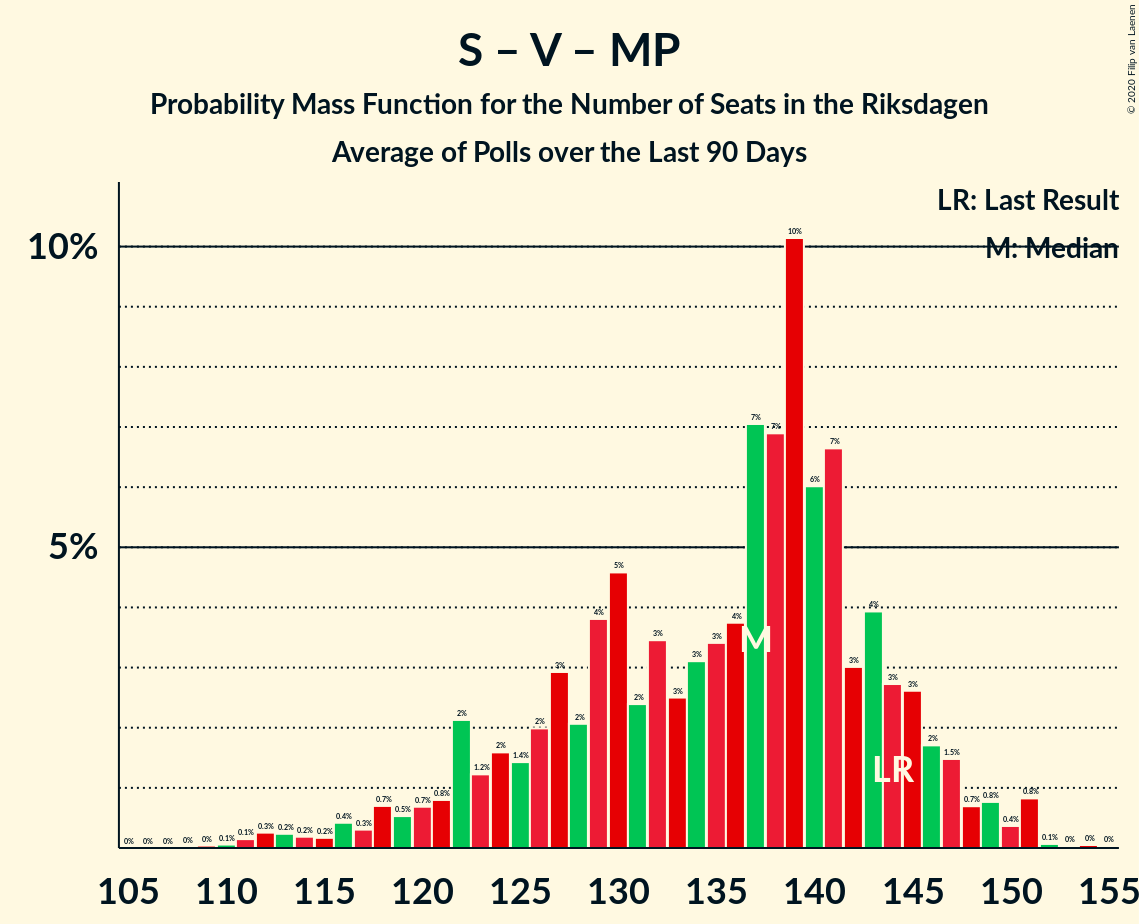 S – V – MP
Probability Mass Function for the Number of Seats in the Riksdagen
Average of Polls over the Last 90 Days
© 2020 Filip van Laenen
LR: Last Result
M: Median
10%
5%
0% 0% 0% 0% 0% 0.1% 0.1% 0.3% 0.2% 0.2% 0.2% 0.4% 0.3% 0.7% 0.5% 0.7% 0.8% 2% 1.2% 2% 1.4% 2% 3% 2% 4% 5% 2% 3% 3% 3% 3% 4% 7% 7% 10% 6% 7% 3% 4% 3% 3% 2% 1.5% 0.7% 0.8% 0.4% 0.8% 0.1% 0% 0% 0%
M
LR
105 110 115 120 125 130 135 140 145 150 155